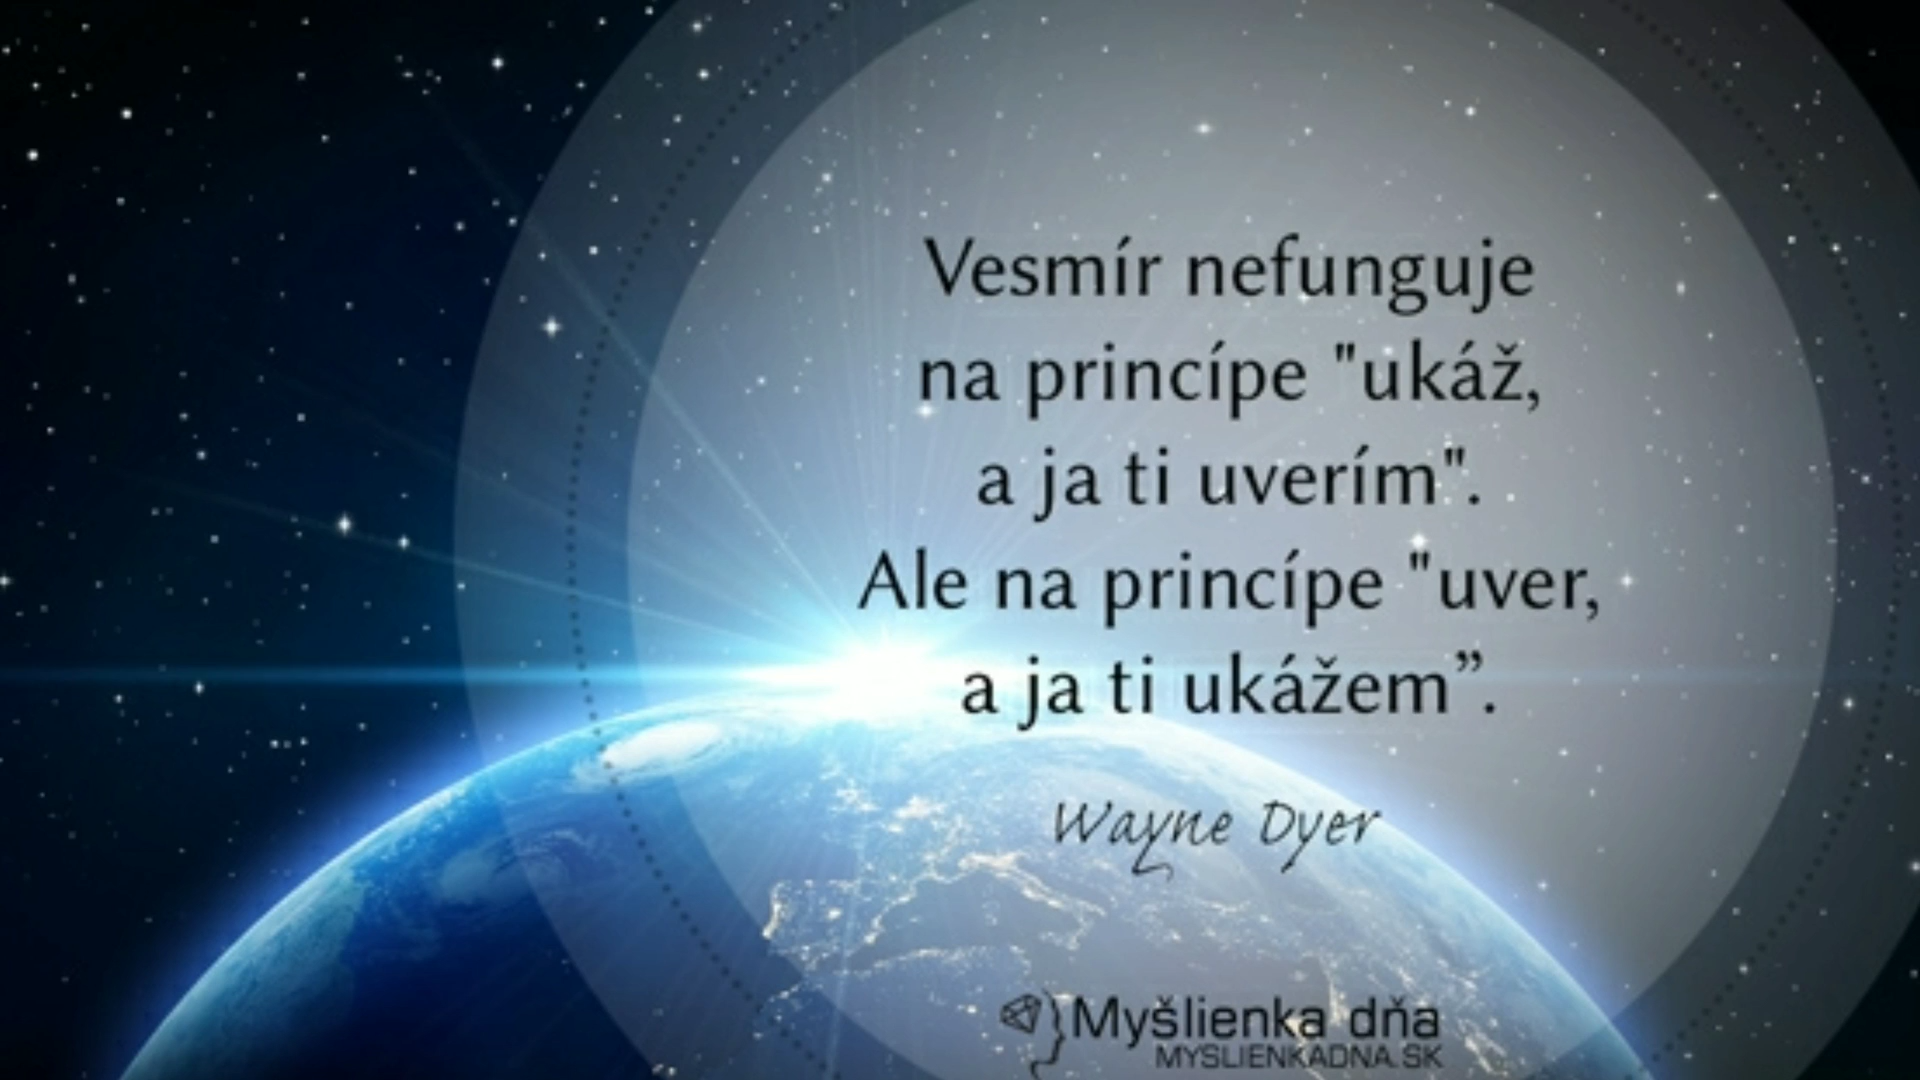 Vesmír nefunguje
na princípe "ukáž,
a ja ti uverím".
Ale na princípe "uver,
a ja ti ukážem”.
Wayne Dyer
Myšlienka dňa
MYSLIENKADNA.SK